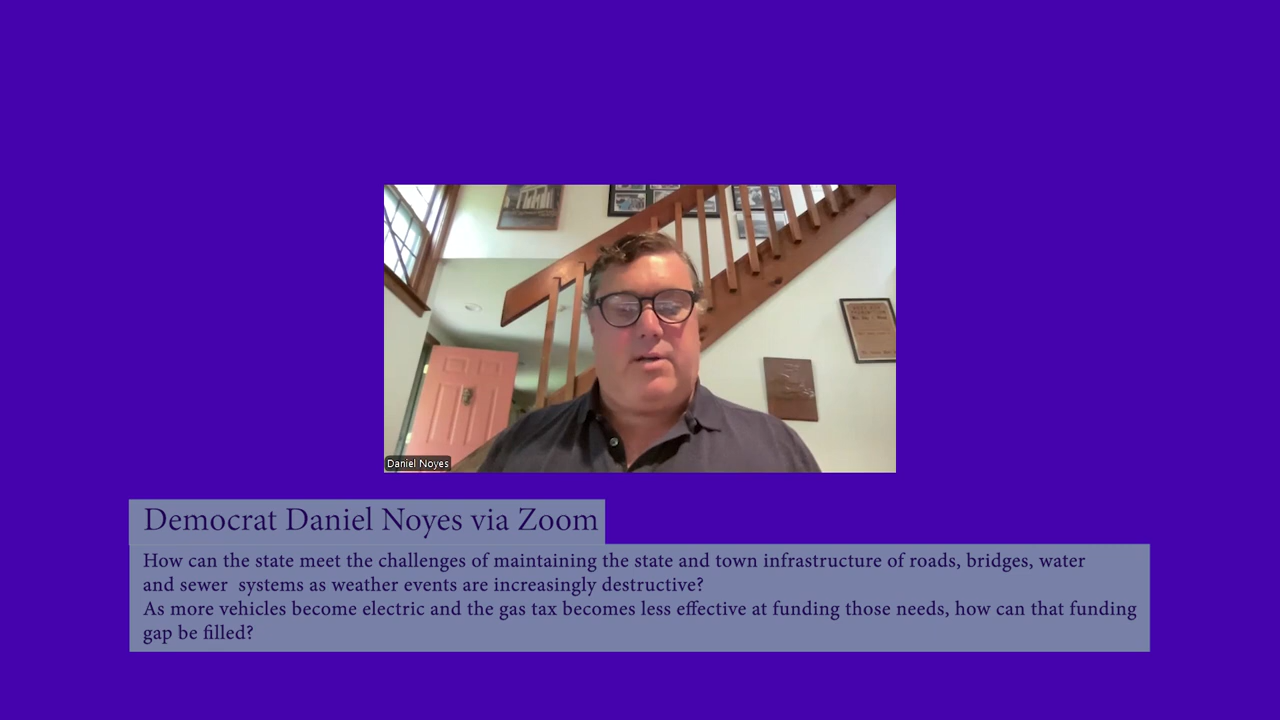 Daniel Noyes
Democrat Daniel Noyes via Zoom
How can the state meet the challenges of maintaining the state and town infrastructure of roads, bridges, water
and sewer  systems as weather events are increasingly destructive?
As more vehicles become electric and the gas tax becomes less effective at funding those needs, how can that funding
gap be filled?